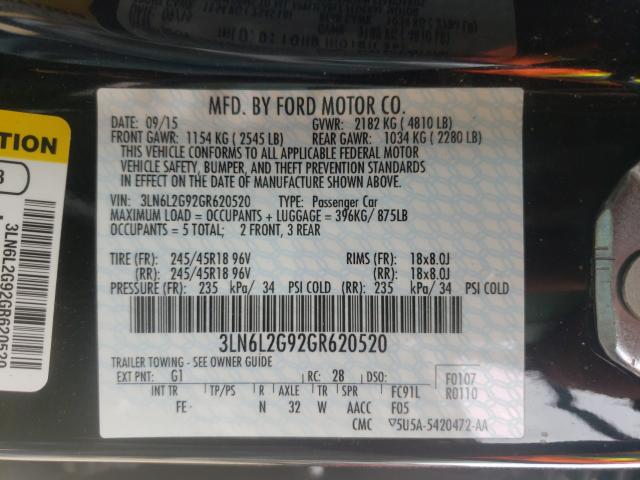 MFD. BY FORD MOTOR CO.
DATE: 09/15 GVWR: 2182 KG ( 4810 LB)
FRONT GAWR: 1154 KG ( 2545 LB) REAR GAWR: 1034 KG ( 2280 LB)
THIS VEHICLE CONFORMS TO ALL APPLICABLE FEDERAL MOTOR
VEHICLE SAFETY, BUMPER, AND THEFT PREVENTION STANDARDS
IN EFFECT ON THE DATE OF MANUFACTURE SHOWN ABOVE.
VIN: 3LN6L2G92GR620520 TYPE: Passenger Car
MAXIMUM LOAD = OCCUPANTS + LUGGAGE = 396KG/ 875LB
OCCUPANTS = 5 TOTAL; 2 FRONT, 3 REAR
TIRE (FR): 245/45R18 96V RIMS (FR): 18x8.0J
(RR): 245/45R18 96V (RR): 18x8.0J
PRESSURE (FR): 235 kPa/ 34 PSI COLD (RR): 235 kPa/ 34 PSI COLD
3LN6L2G92GR620520
TRAILER TOWING - SEE OWNER GUIDE
EXT PNT: G1 RC: 28 DSO: F0107
INT TR TP/PS R AXLE TR SPR FC91L R0110
FE N 32 W AACC F05
CMC 5U5A-5420472-AA
TION
3LN6L2G92GR620520